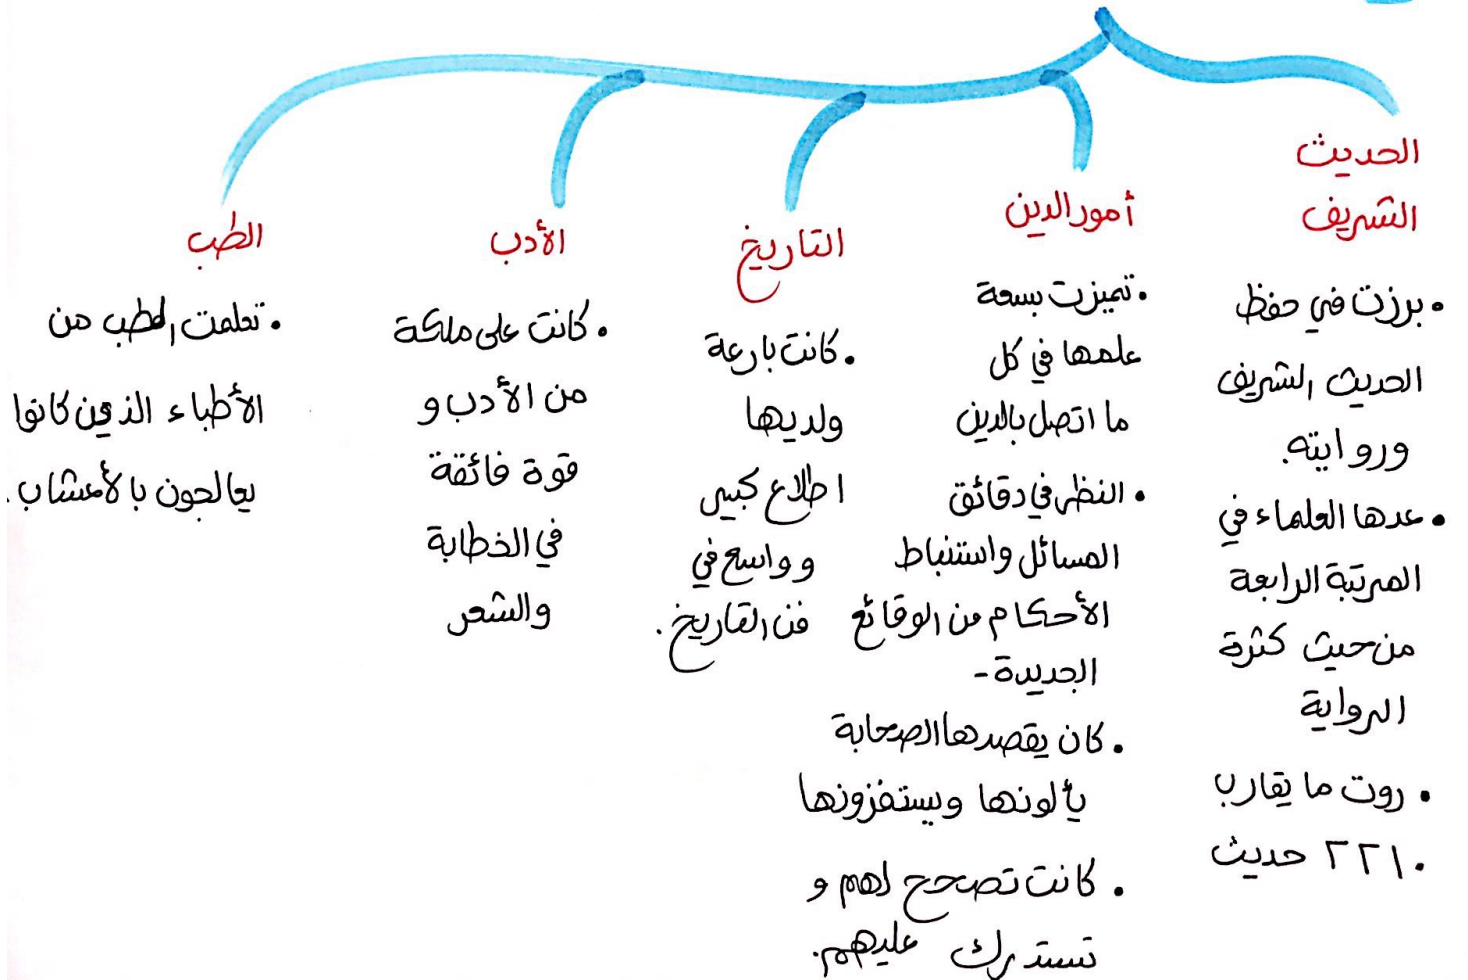 الحديث
الشريف
• برزت في حفظ
الحديث الشريف
وروايته.
• عدها العلماء في
المرتبة الرابعة
من حيث كثرة
الرواية
• روت ما يقارب
٢٢١٠ حديث
أمور الدين
• تميزت بسعة
علمها في كل
ما اتصل بالدين
• النظر في دقائق
المسائل واستنباط
الأحكام من الوقائع
الجديدة -
• كان يقصدها الصحابة
يألونها ويستفزونها
• كانت تصحح لهم و
تستدرك عليهم.
التاريخ
• كانت بارعة
ولديها
اطلاع كبير
و واسع في
فن التاريخ.
الأدب
• كانت على ملكة
من الأدب و
قوة فائقة
في الخطابة
والشعر
الطب
• تعلمت الطب من
الأطباء الذين كانوا
يعالجون بالأعشاب.